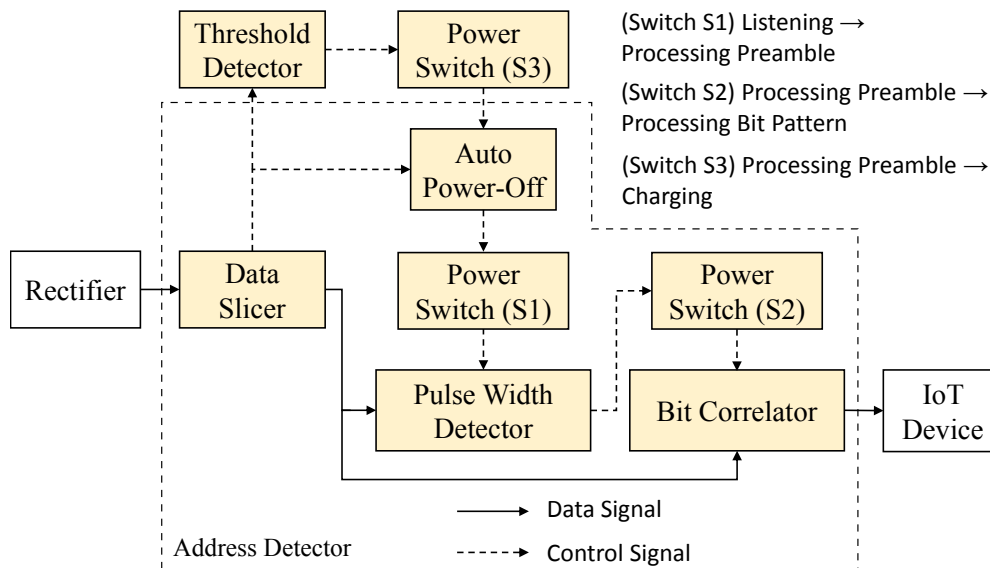 Threshold
Detector
Power
Switch (S3)
(Switch S1) Listening →
Processing Preamble
(Switch S2) Processing Preamble →
Processing Bit Pattern
(Switch S3) Processing Preamble →
Charging
Auto
Power-Off
Rectifier
Data
Slicer
Power
Switch (S1)
Power
Switch (S2)
Pulse Width
Detector
Bit Correlator
IoT
Device
Data Signal
Control Signal
Address Detector